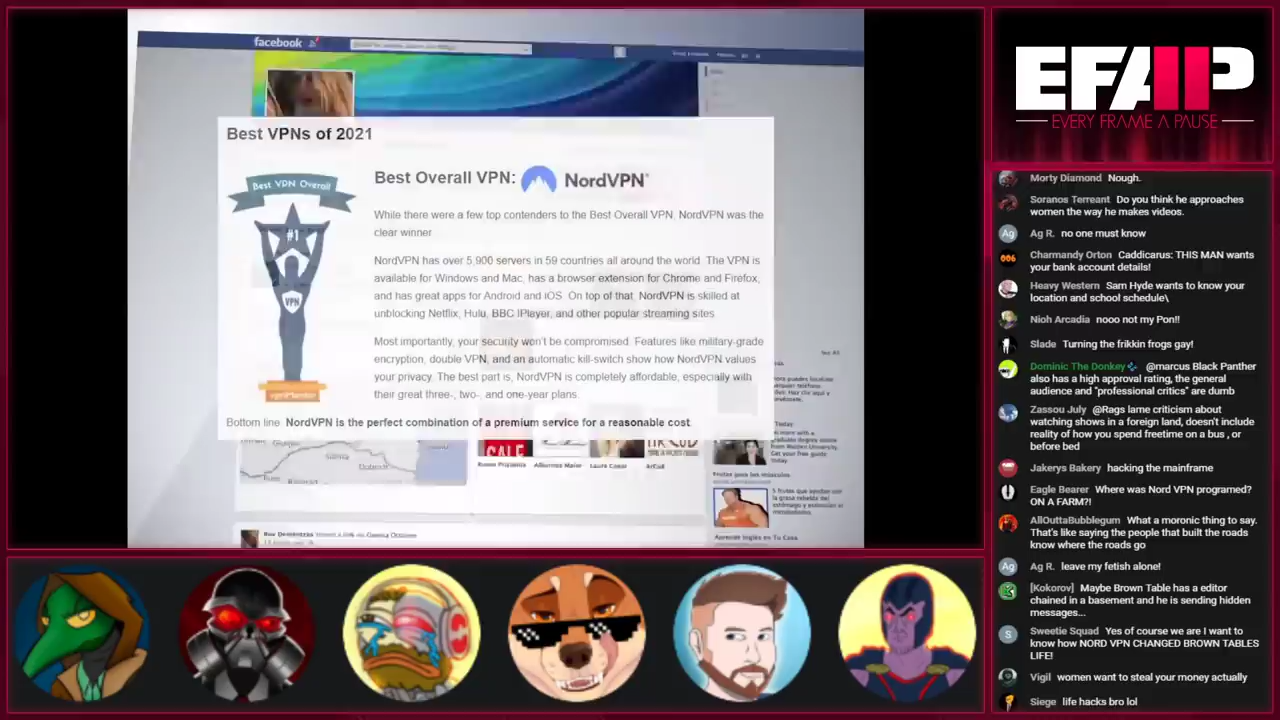 facebook
Best VPNs of 2021
Best VPN Overall
#1
VPN
Best Overall VPN: NordVPN®
While there were a few top contenders to the Best Overall VPN, NordVPN was the
clear winner
NordVPN has over 5,900 servers in 59 countries all around the world. The VPN is
available for Windows and Mac, has a browser extension for Chrome and Firefox,
and has great apps for Android and iOS. On top of that, NordVPN is skilled at
unblocking Netflix, Hulu, BBC IPlayer, and other popular streaming sites
Most importantly, your security won't be compromised. Features like military-grade
encryption, double VPN, and an automatic kill-switch show how NordVPN values
your privacy. The best part is, NordVPN is completely affordable, especially with
their great three-, two-, and one-year plans.
Bottom line: NordVPN is the perfect combination of a premium service for a reasonable cost
SALE
EFAP
EVERY FRAME A PAUSE
Morty Diamond Nough.
Soranos Terreant Do you think he approaches
women the way he makes videos.
Ag
Ag R. no one must know
Charmandy Orton Caddicarus: THIS MAN wants
your bank account details!
Heavy Western Sam Hyde wants to know your
location and school schedule\
Nioh Arcadia nooo not my Pon!!
Slade Turning the frikkin frogs gay!
Dominic The Donkey @marcus Black Panther
also has a high approval rating, the general
audience and "professional critics" are dumb
Zassou July @Rags lame criticism about
watching shows in a foreign land, doesn't include
reality of how you spend freetime on a bus , or
before bed
Jakerys Bakery hacking the mainframe
Eagle Bearer Where was Nord VPN programed?
ON A FARM?!
AllOuttaBubblegum What a moronic thing to say.
That's like saying the people that built the roads
know where the roads go
Ag
Ag R. leave my fetish alone!
[Kokorov] Maybe Brown Table has a editor
chained in a basement and he is sending hidden
messages...
S
Sweetie Squad Yes of course we are I want to
know how NORD VPN CHANGED BROWN TABLES
LIFE!
Vigil women want to steal your money actually
Siege life hacks bro lol